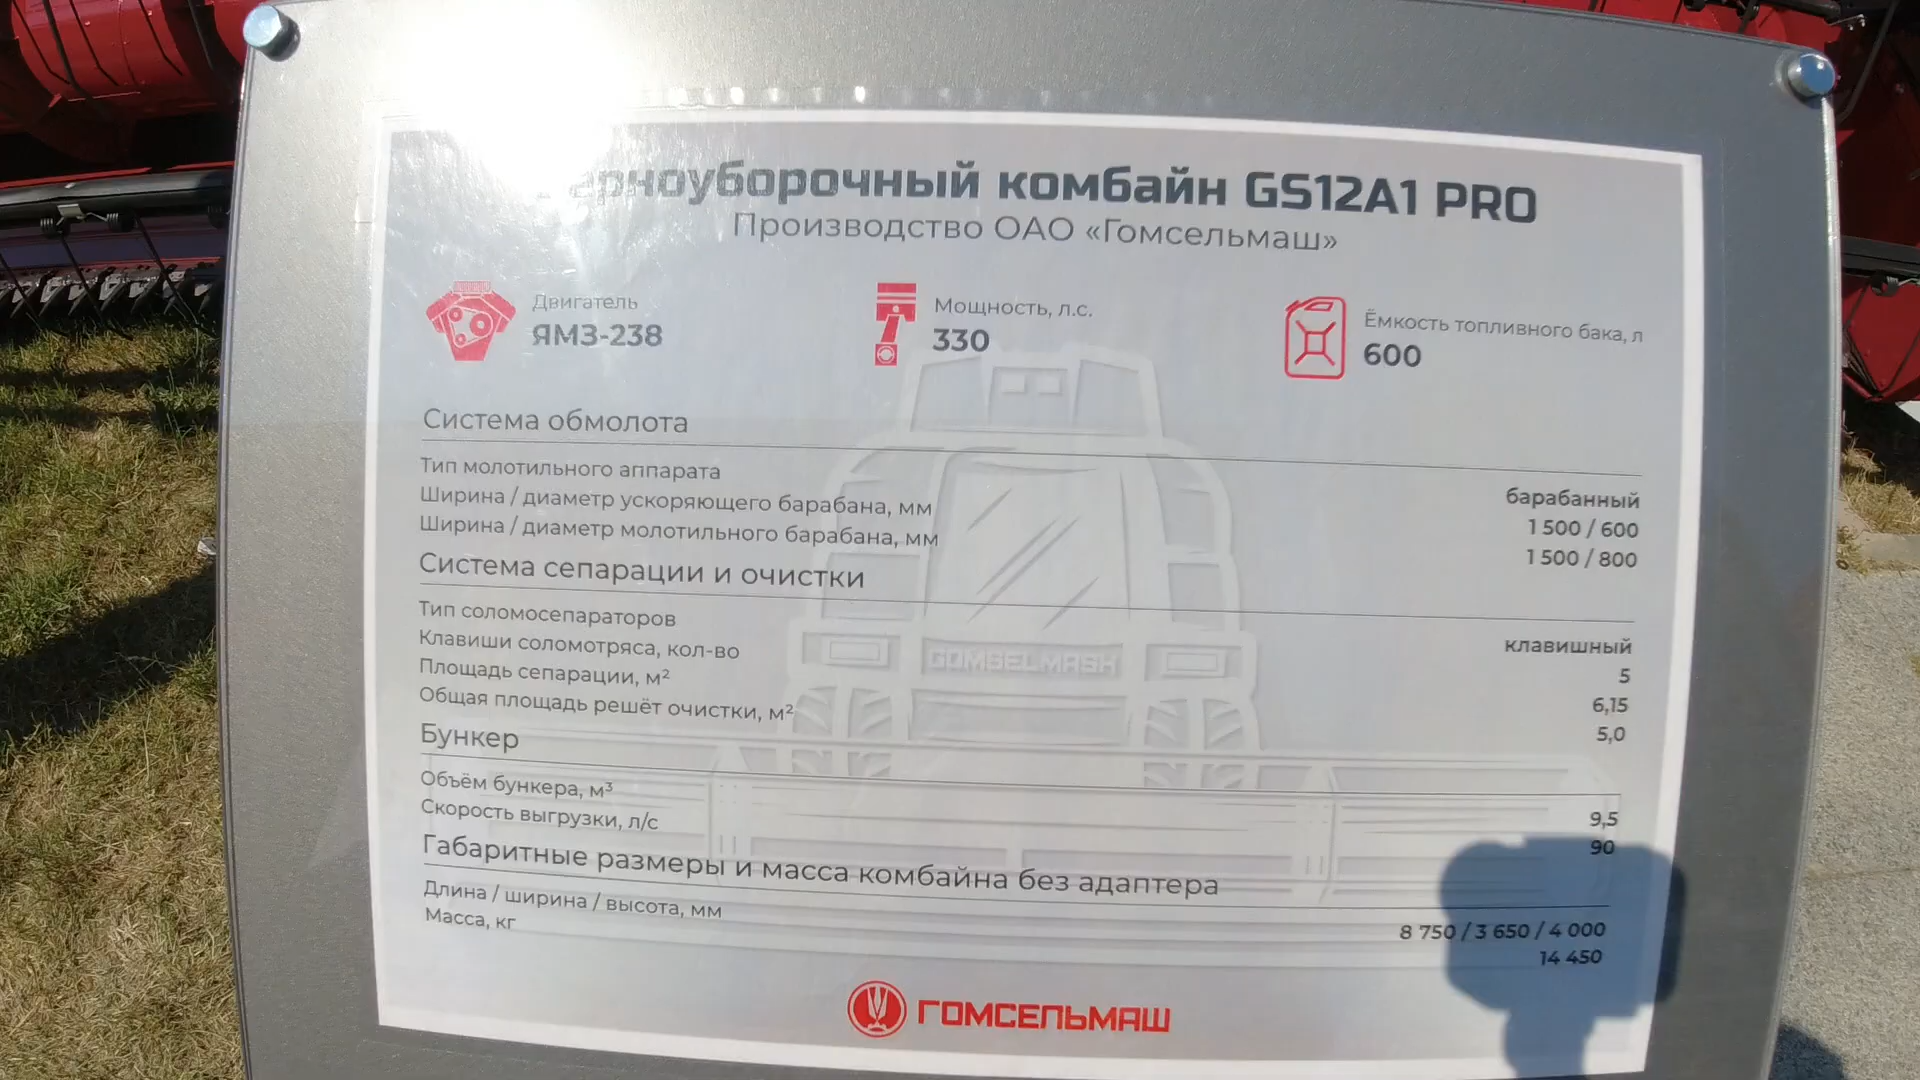 ерноуборочный комбайн GS12A1 PRO
Производство ОАО «Гомсельмаш»
Двигатель
ЯМЗ-238
Мощность, л.с.
330
Ёмкость топливного бака, л
600
Система обмолота
Тип молотильного аппарата барабанный
Ширина / диаметр ускоряющего барабана, мм 1 500 / 600
Ширина / диаметр молотильного барабана, мм 1 500 / 800
Система сепарации и очистки
Тип соломосепараторов клавишный
Клавиши соломотряса, кол-во 5
Площадь сепарации, м² 6,15
Общая площадь решёт очистки, м² 5,0
GOMSELMASH
Бункер
Объём бункера, м³ 9,5
Скорость выгрузки, л/с 90
Габаритные размеры и масса комбайна без адаптера
Длина / ширина / высота, мм 8 750 / 3 650 / 4 000
Масса, кг 14 450
ГОМСЕЛЬМАШ